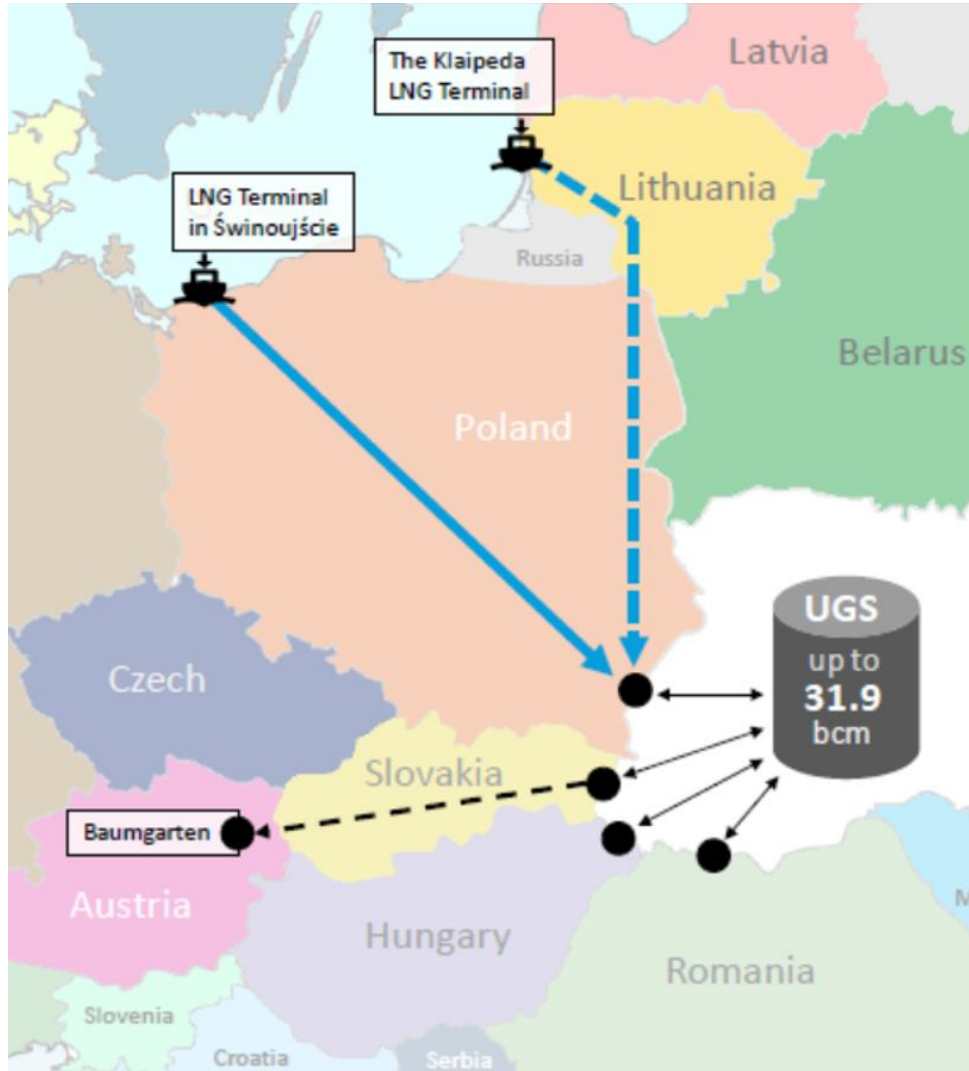 Latvia
The Klaipeda
LNG Terminal
Lithuania
LNG Terminal
in Świnoujście
Russia
Belarus
Poland
UGS
up to
31.9
bcm
Czech
Slovakia
Baumgarten
Austria
Hungary
Romania
Slovenia
Croatia
Serbia
M